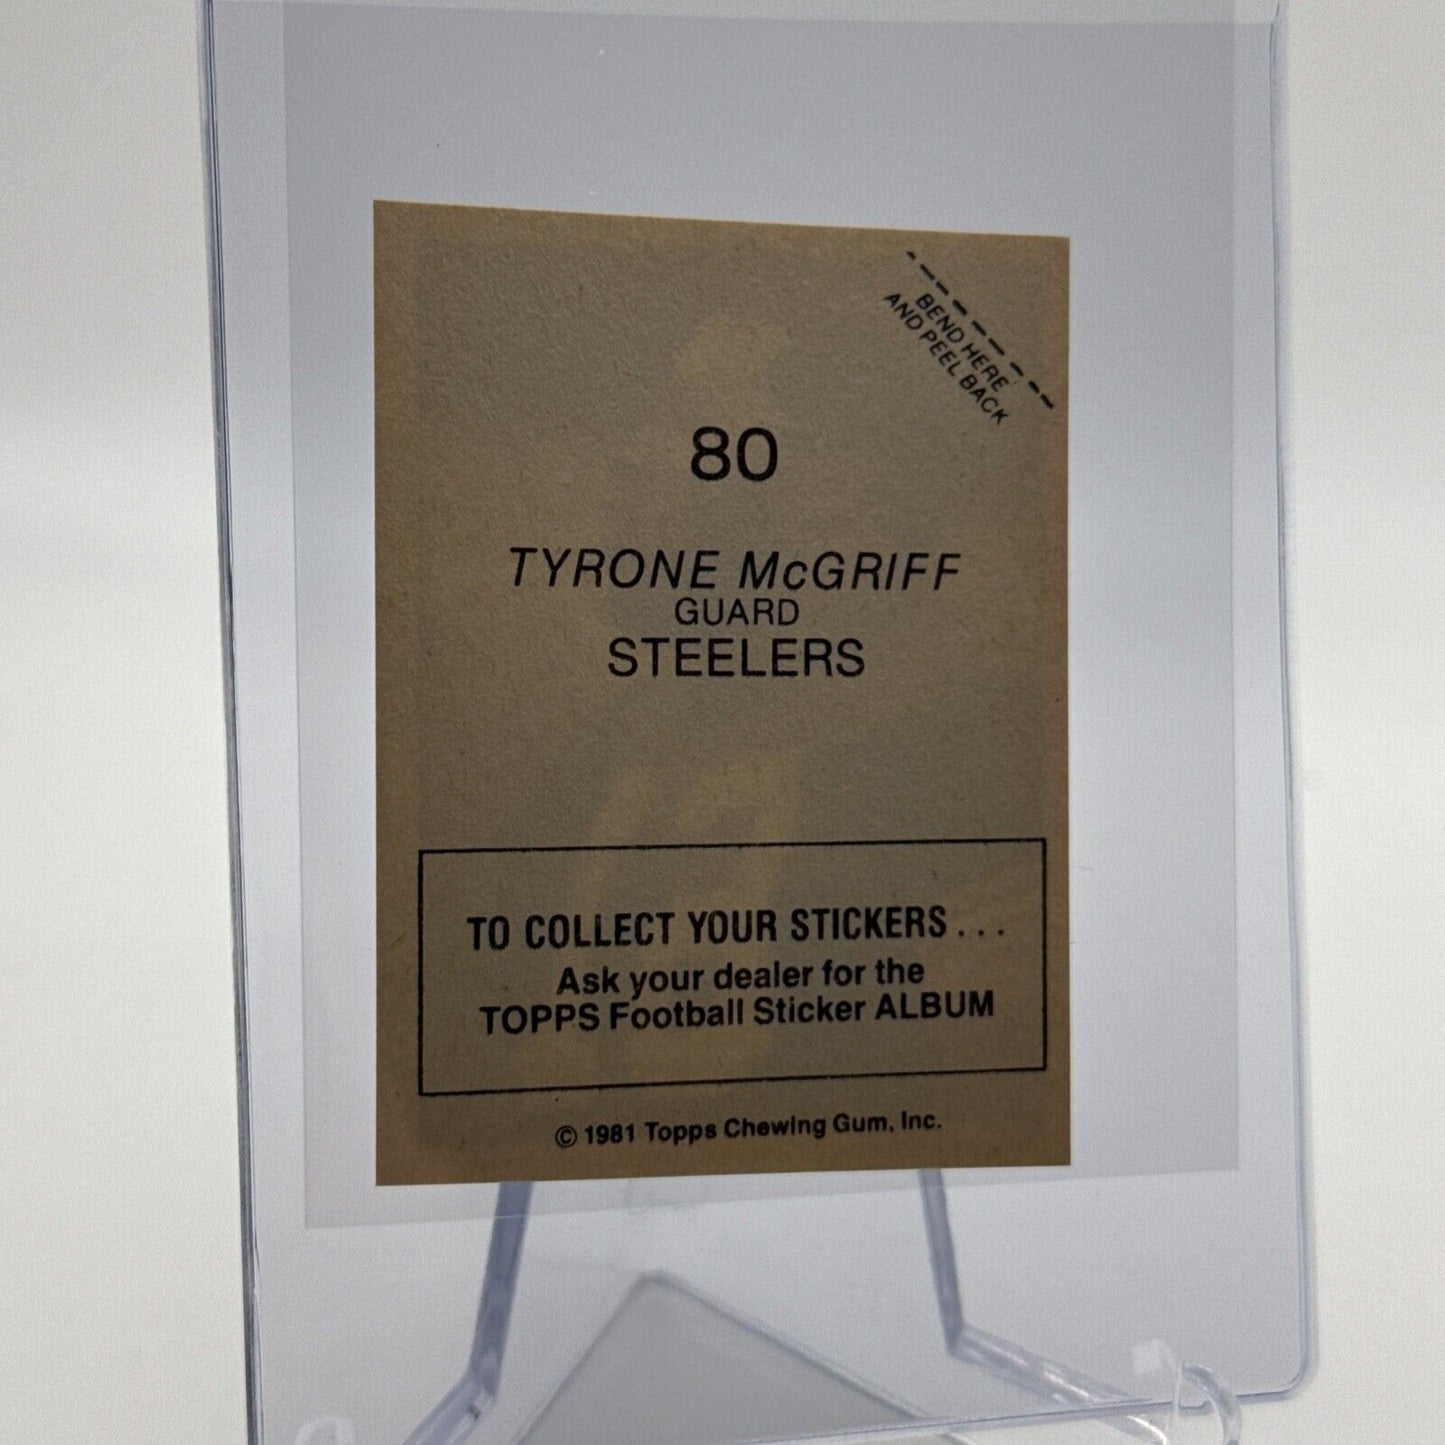 BEND HERE
AND PEEL BACK
80
TYRONE McGRIFF
GUARD
STEELERS
TO COLLECT YOUR STICKERS . . .
Ask your dealer for the
TOPPS Football Sticker ALBUM
© 1981 Topps Chewing Gum, Inc.